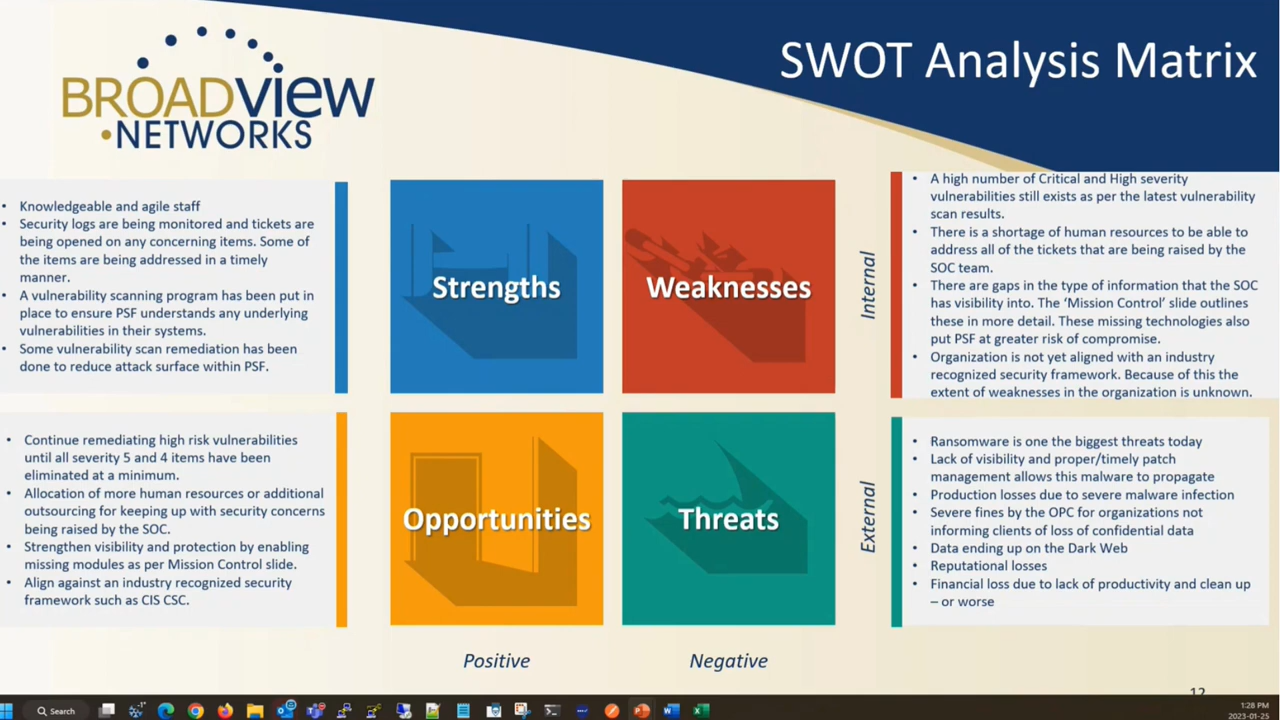 BROADVIEW
•NETWORKS
SWOT Analysis Matrix
• Knowledgeable and agile staff
• Security logs are being monitored and tickets are
being opened on any concerning items. Some of
the items are being addressed in a timely
manner.
• A vulnerability scanning program has been put in
place to ensure PSF understands any underlying
vulnerabilities in their systems.
• Some vulnerability scan remediation has been
done to reduce attack surface within PSF.
Strengths
Weaknesses
Internal
• A high number of Critical and High severity
vulnerabilities still exists as per the latest vulnerability
scan results.
• There is a shortage of human resources to be able to
address all of the tickets that are being raised by the
SOC team.
• There are gaps in the type of information that the SOC
has visibility into. The ‘Mission Control’ slide outlines
these in more detail. These missing technologies also
put PSF at greater risk of compromise.
• Organization is not yet aligned with an industry
recognized security framework. Because of this the
extent of weaknesses in the organization is unknown.
• Continue remediating high risk vulnerabilities
until all severity 5 and 4 items have been
eliminated at a minimum.
• Allocation of more human resources or additional
outsourcing for keeping up with security concerns
being raised by the SOC.
• Strengthen visibility and protection by enabling
missing modules as per Mission Control slide.
• Align against an industry recognized security
framework such as CIS CSC.
Opportunities
Threats
External
• Ransomware is one the biggest threats today
• Lack of visibility and proper/timely patch
management allows this malware to propagate
• Production losses due to severe malware infection
• Severe fines by the OPC for organizations not
informing clients of loss of confidential data
• Data ending up on the Dark Web
• Reputational losses
• Financial loss due to lack of productivity and clean up
– or worse
Positive
Negative
12
Search
1:28 PM
2023-01-25